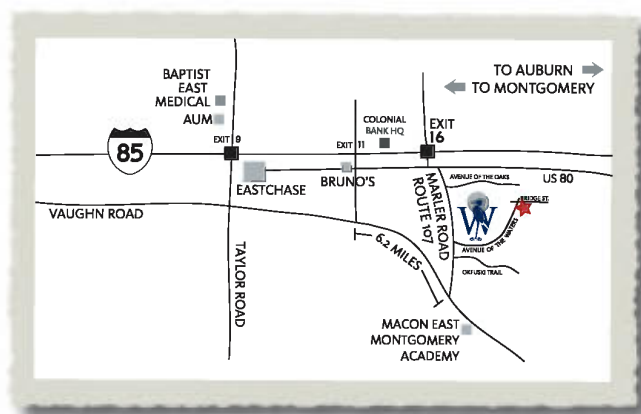 BAPTIST
EAST
MEDICAL
AUM
TO AUBURN
TO MONTGOMERY
85
EXIT 9
EXIT 11
COLONIAL
BANK HQ
EXIT
16
EASTCHASE
BRUNO'S
AVENUE OF THE OAKS
US 80
VAUGHN ROAD
MARLER ROAD
ROUTE 107
W
BRIDGE ST.
AVENUE OF THE WATERS
6.2 MILES
TAYLOR ROAD
OKFUSKI TRAIL
MACON EAST
MONTGOMERY
ACADEMY